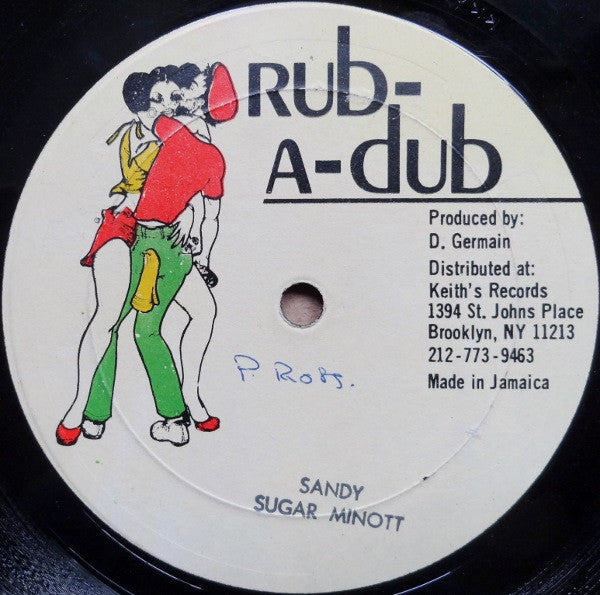 RUb-
A-dub
Produced by:
D. Germain
Distributed at:
Keith's Records
1394 St. Johns Place
Brooklyn, NY 11213
212-773-9463
Made in Jamaica
P. Robs.
SANDY
SUGAR MINOTT